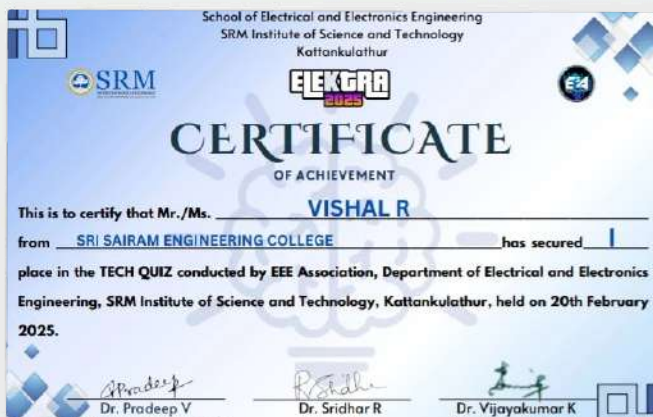 School of Electrical and Electronics Engineering
SRM Institute of Science and Technology
Kattankulathur
SRM
ELEKTRA
2025
CERTIFICATE
OF ACHIEVEMENT
This is to certify that Mr./Ms. VISHAL R
from SRI SAIRAM ENGINEERING COLLEGE has secured I
place in the TECH QUIZ conducted by EEE Association, Department of Electrical and Electronics
Engineering, SRM Institute of Science and Technology, Kattankulathur, held on 20th February
2025.
Dr. Pradeep V Dr. Sridhar R Dr. Vijayakumar K